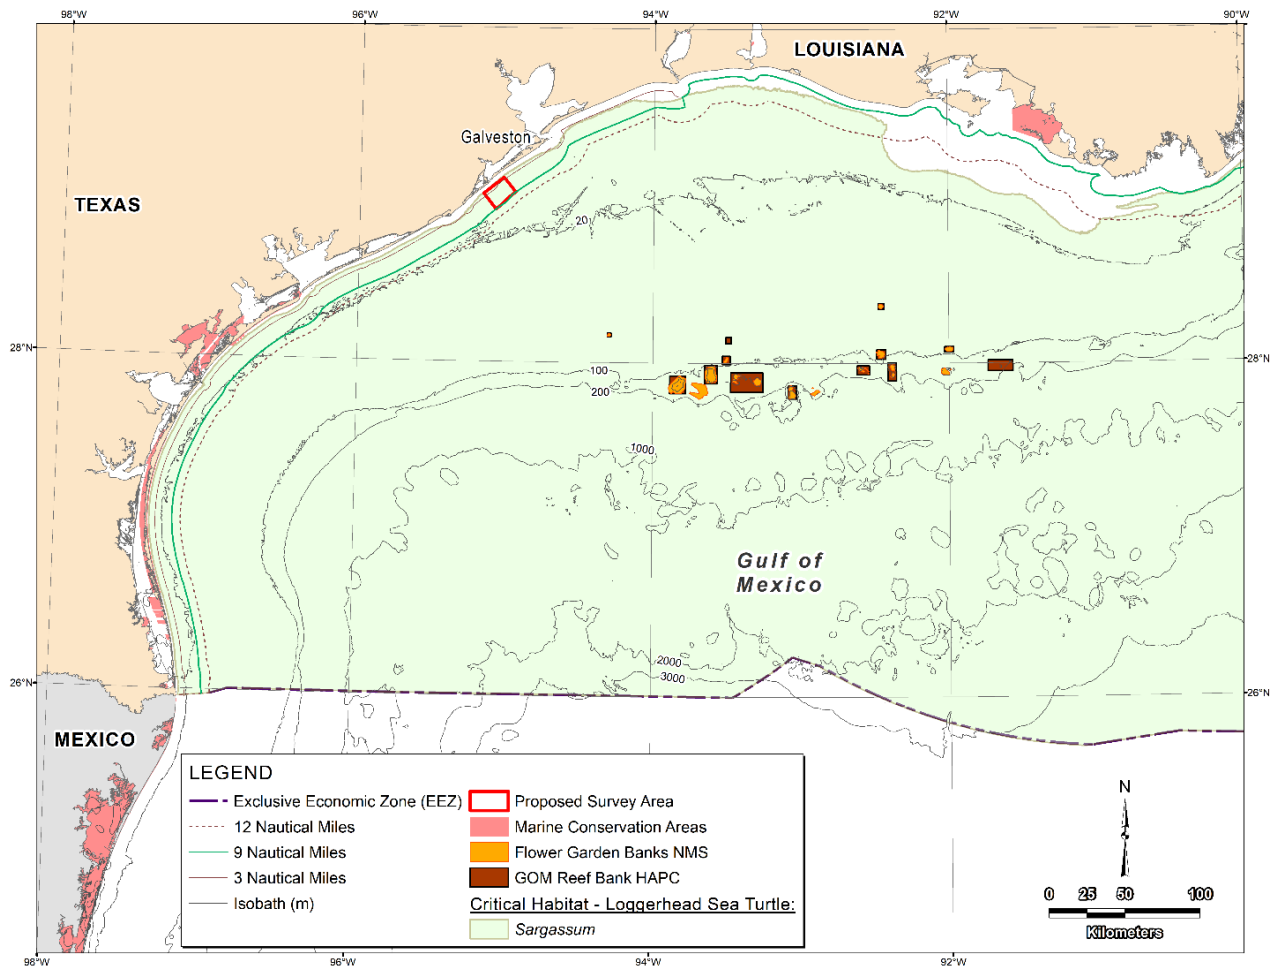 98°W 96°W 94°W 92°W 90°W
LOUISIANA
Galveston
TEXAS
20
28°N 28°N
100
200
1000
Gulf of
Mexico
2000
3000
26°N 26°N
MEXICO
LEGEND
Exclusive Economic Zone (EEZ)
12 Nautical Miles
9 Nautical Miles
3 Nautical Miles
Isobath (m)
Proposed Survey Area
Marine Conservation Areas
Flower Garden Banks NMS
GOM Reef Bank HAPC
Critical Habitat - Loggerhead Sea Turtle:
Sargassum
N
0 25 50 100
Kilometers
98°W 96°W 94°W 92°W